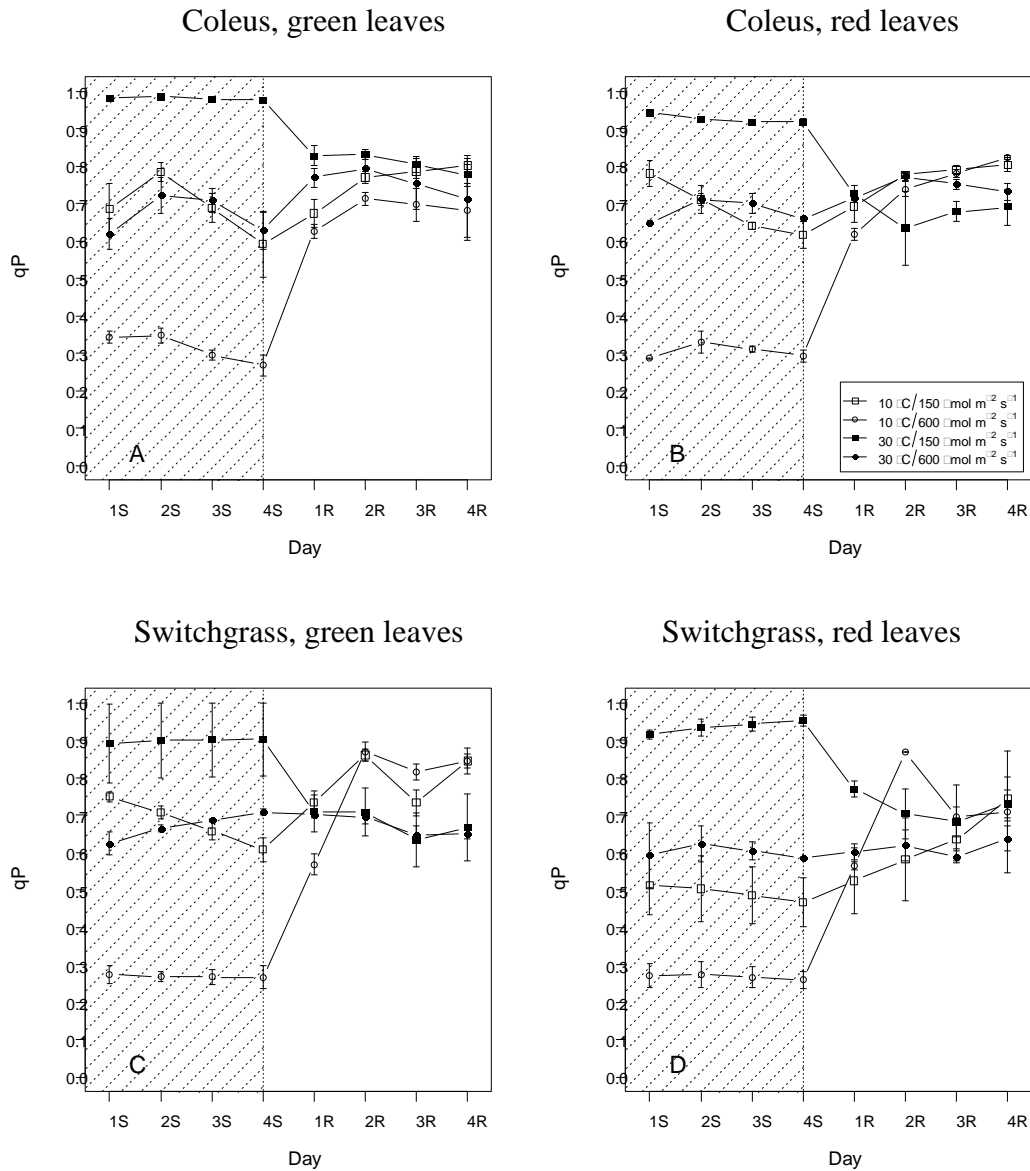 Coleus, green leaves
Coleus, red leaves
qP
1.0
0.9
0.8
0.7
0.6
0.5
0.4
0.3
0.2
0.1
0.0
A
1S 2S 3S 4S 1R 2R 3R 4R
Day
qP
1.0
0.9
0.8
0.7
0.6
0.5
0.4
0.3
0.2
0.1
0.0
B
10 □C/150 □mol m□2 s□1
10 □C/600 □mol m□2 s□1
30 □C/150 □mol m□2 s□1
30 □C/600 □mol m□2 s□1
1S 2S 3S 4S 1R 2R 3R 4R
Day
Switchgrass, green leaves
Switchgrass, red leaves
qP
1.0
0.9
0.8
0.7
0.6
0.5
0.4
0.3
0.2
0.1
0.0
C
1S 2S 3S 4S 1R 2R 3R 4R
Day
qP
1.0
0.9
0.8
0.7
0.6
0.5
0.4
0.3
0.2
0.1
0.0
D
1S 2S 3S 4S 1R 2R 3R 4R
Day